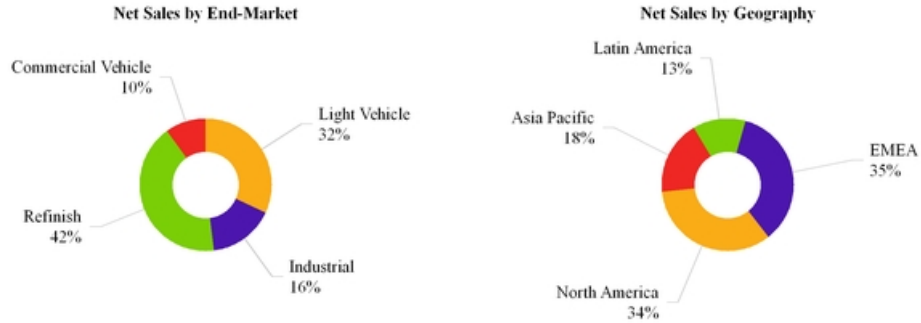 Net Sales by End-Market
Commercial Vehicle
10%
Light Vehicle
32%
Refinish
42%
Industrial
16%
Net Sales by Geography
Latin America
13%
Asia Pacific
18%
EMEA
35%
North America
34%